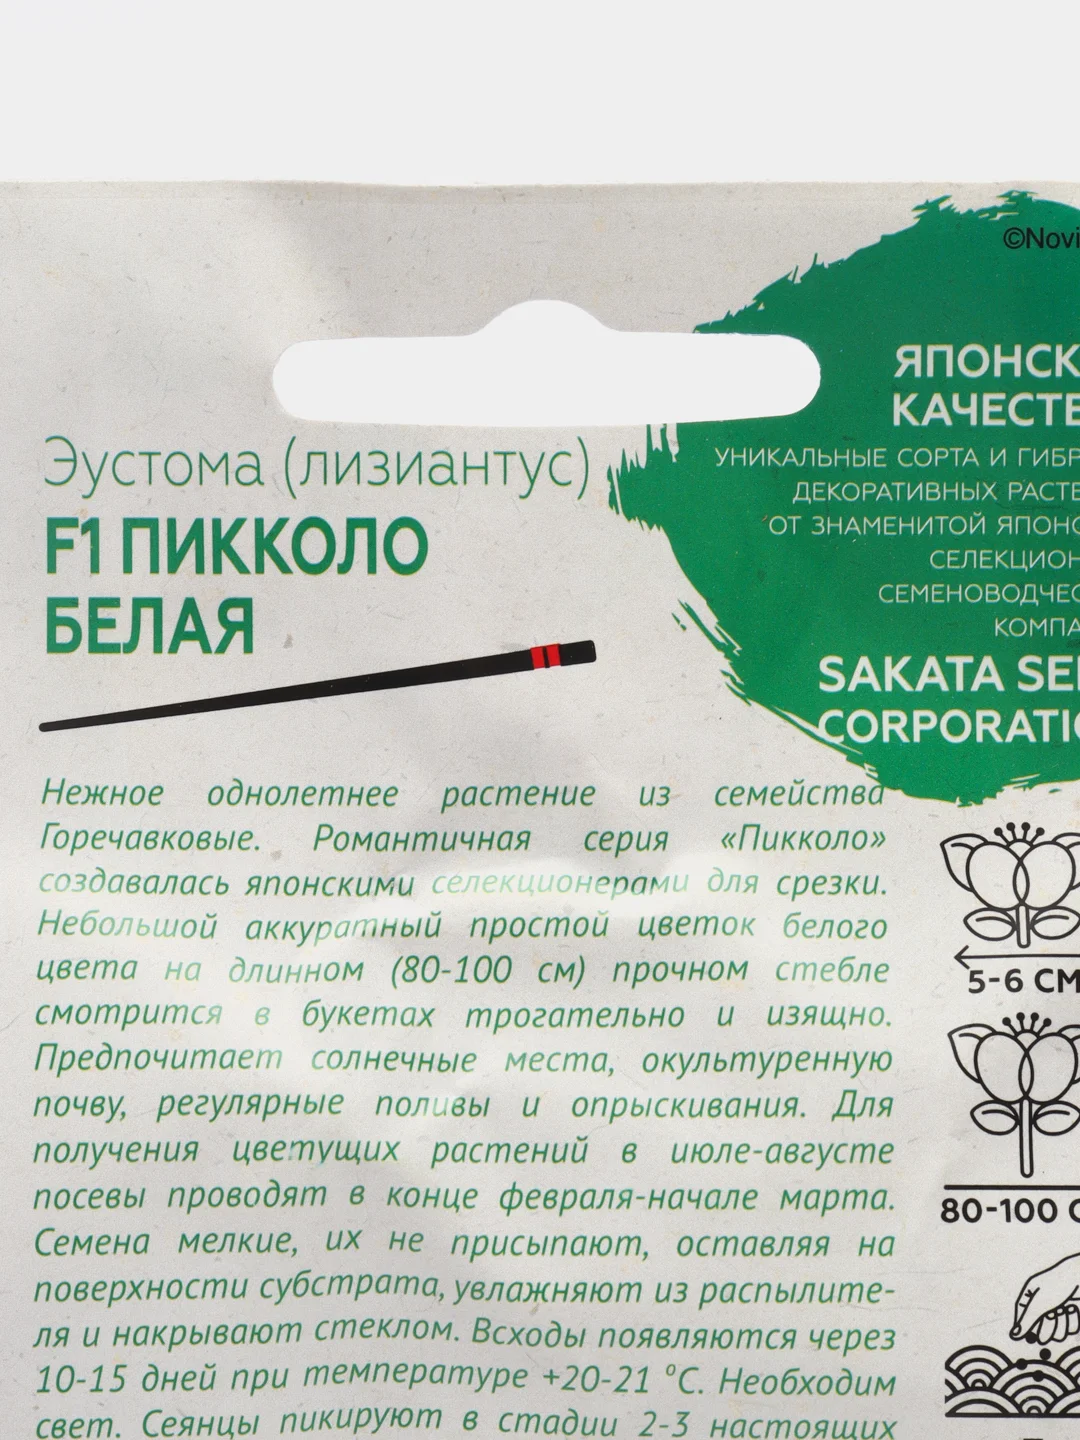 ©Novi
ЯПОНСК
КАЧЕСТВ
УНИКАЛЬНЫЕ СОРТА И ГИБР
ДЕКОРАТИВНЫХ РАСТЕ
ОТ ЗНАМЕНИТОЙ ЯПОНС
СЕЛЕКЦИОН
СЕМЕНОВОДЧЕС
КОМПА
SAKATA SEE
CORPORATIO
Эустома (лизиантус)
F1 ПИККОЛО
БЕЛАЯ
Нежное однолетнее растение из семейства
Горечавковые. Романтичная серия «Пикколо»
создавалась японскими селекционерами для срезки.
Небольшой аккуратный простой цветок белого
цвета на длинном (80-100 см) прочном стебле
смотрится в букетах трогательно и изящно.
Предпочитает солнечные места, окультуренную
почву, регулярные поливы и опрыскивания. Для
получения цветущих растений в июле-августе
посевы проводят в конце февраля-начале марта.
Семена мелкие, их не присыпают, оставляя на
поверхности субстрата, увлажняют из распылите-
ля и накрывают стеклом. Всходы появляются через
10-15 дней при температуре +20-21 °С. Необходим
свет. Сеянцы пикируют в стадии 2-3 настоящих
5-6 СМ
80-100 С